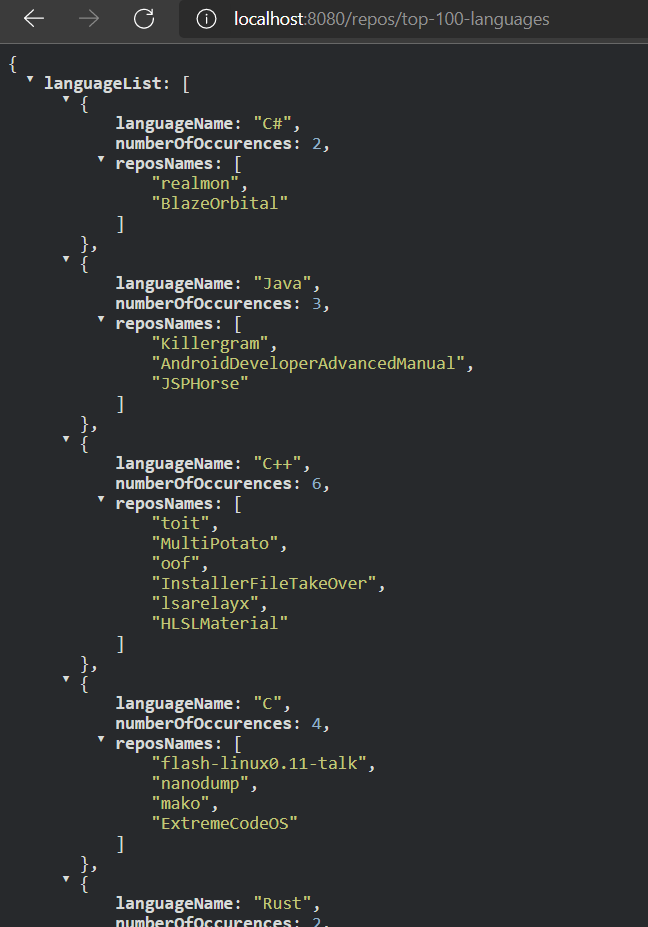 localhost:8080/repos/top-100-languages
{
languageList: [
{
languageName: "C#",
numberOfOccurences: 2,
reposNames: [
"realmon",
"BlazeOrbital"
]
},
{
languageName: "Java",
numberOfOccurences: 3,
reposNames: [
"Killergram",
"AndroidDeveloperAdvancedManual",
"JSPHorse"
]
},
{
languageName: "C++",
numberOfOccurences: 6,
reposNames: [
"toit",
"MultiPotato",
"oof",
"InstallerFileTakeOver",
"lsarelayx",
"HLSLMaterial"
]
},
{
languageName: "C",
numberOfOccurences: 4,
reposNames: [
"flash-linux0.11-talk",
"nanodump",
"mako",
"ExtremeCodeOS"
]
},
{
languageName: "Rust",
numberOfOccurences: 2,